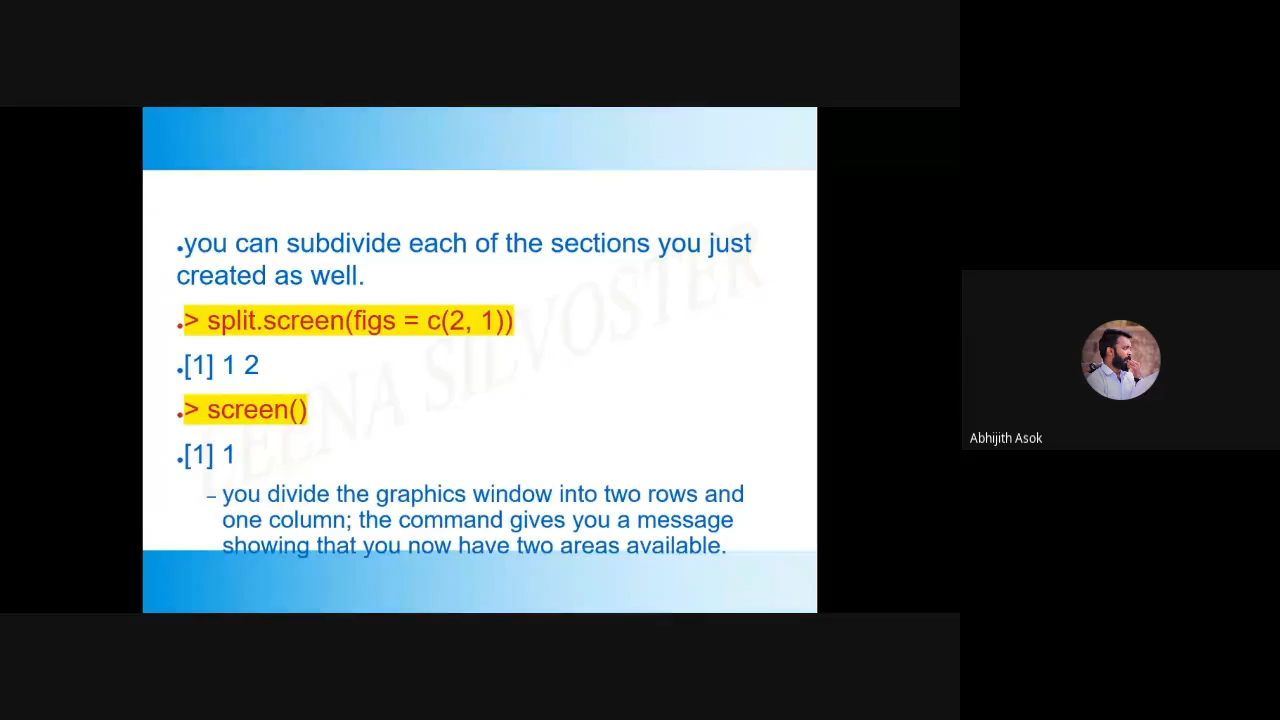 •you can subdivide each of the sections you just
created as well.
•> split.screen(figs = c(2, 1))
•[1] 1 2
•> screen()
•[1] 1
– you divide the graphics window into two rows and
one column; the command gives you a message
showing that you now have two areas available.
LEENA SILVOSTER
Abhijith Asok